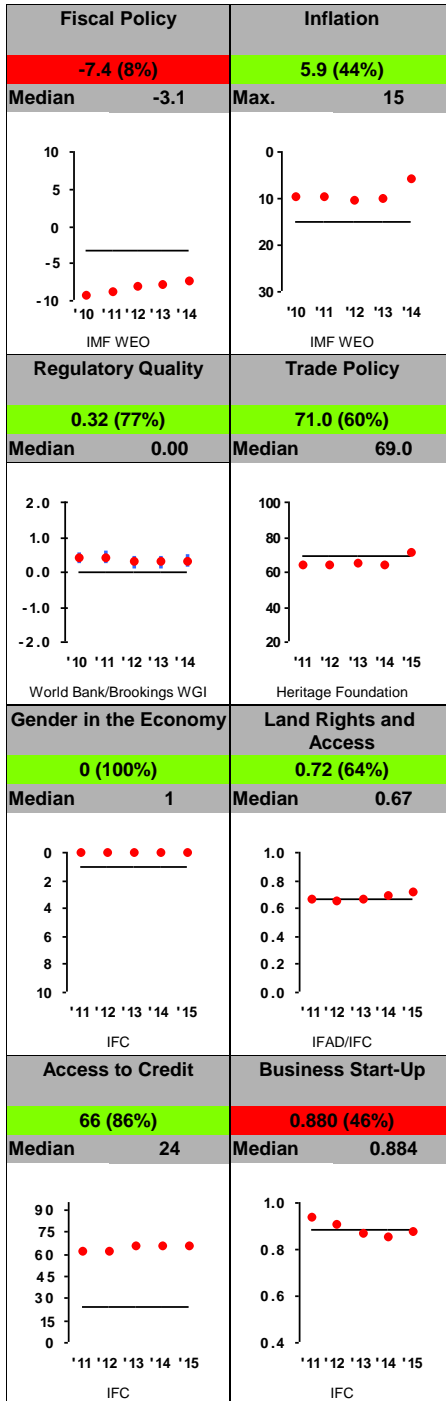 Fiscal Policy
-7.4 (8%)
Median -3.1
10
5
0
-5
-10
'10 '11 '12 '13 '14
IMF WEO
Inflation
5.9 (44%)
Max. 15
0
10
20
30
'10 '11 '12 '13 '14
IMF WEO
Regulatory Quality
0.32 (77%)
Median 0.00
2.0
1.0
0.0
-1.0
-2.0
'10 '11 '12 '13 '14
World Bank/Brookings WGI
Trade Policy
71.0 (60%)
Median 69.0
100
80
60
40
20
'11 '12 '13 '14 '15
Heritage Foundation
Gender in the Economy
0 (100%)
Median 1
0
2
4
6
8
10
'11 '12 '13 '14 '15
IFC
Land Rights and
Access
0.72 (64%)
Median 0.67
1.0
0.8
0.6
0.4
0.2
0.0
'11 '12 '13 '14 '15
IFAD/IFC
Access to Credit
66 (86%)
Median 24
90
75
60
45
30
15
0
'11 '12 '13 '14 '15
IFC
Business Start-Up
0.880 (46%)
Median 0.884
1.0
0.8
0.6
0.4
'11 '12 '13 '14 '15
IFC